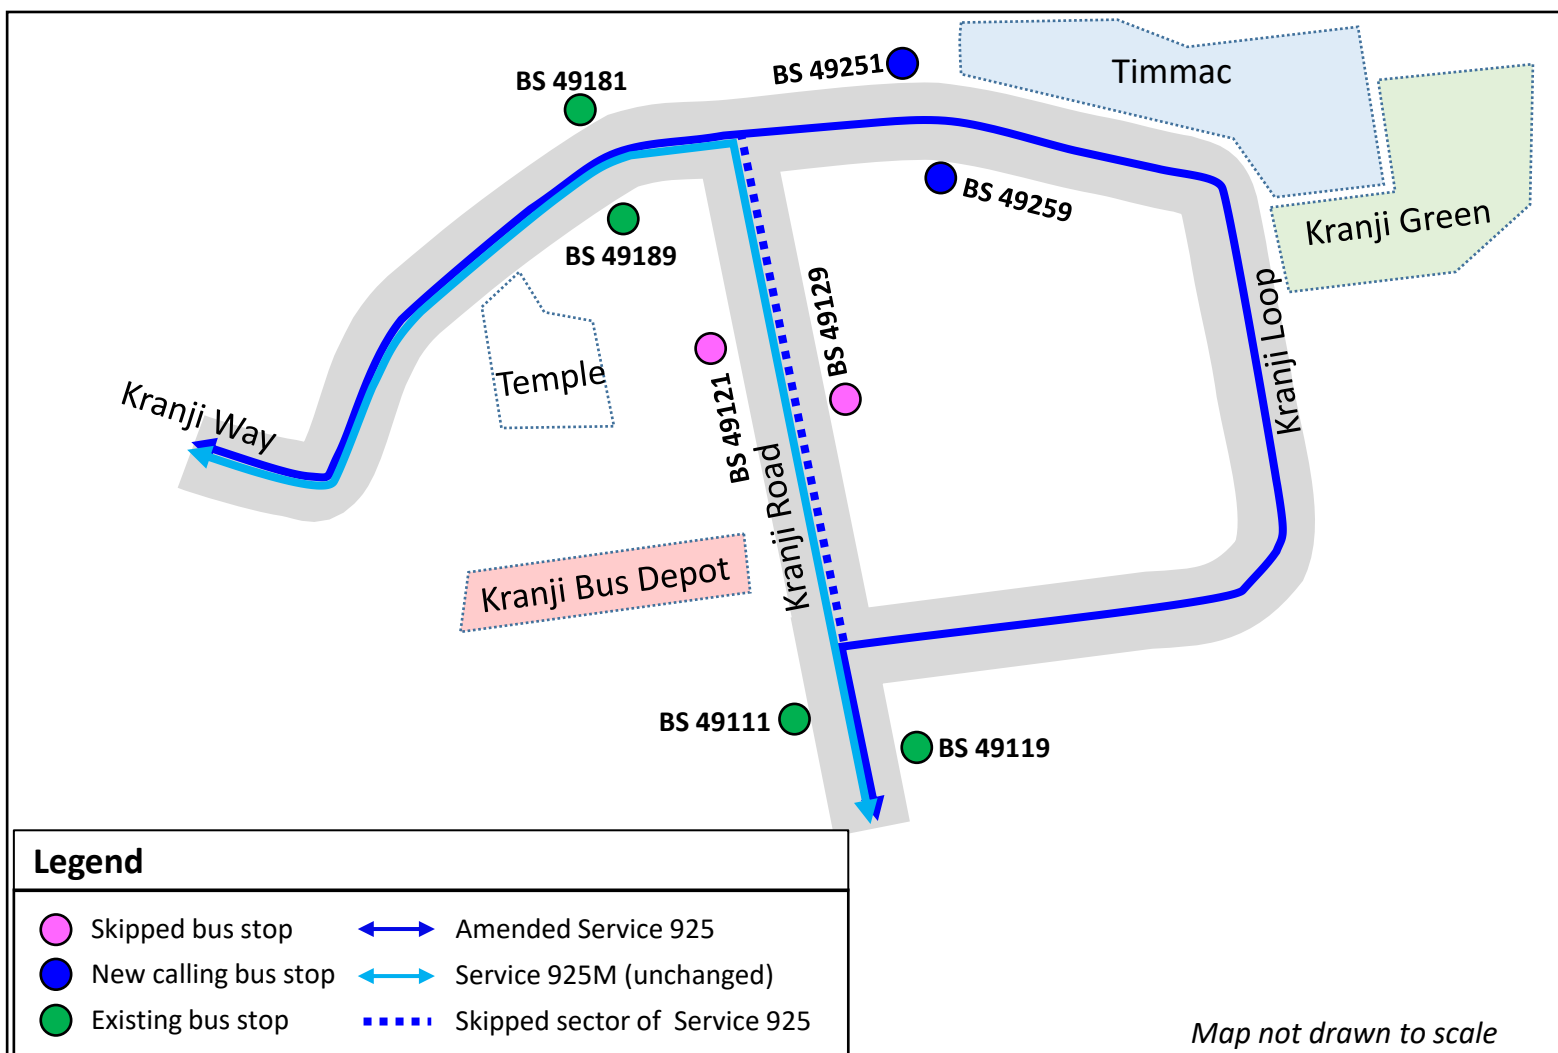 BS 49181
BS 49251
Timmac
BS 49259
Kranji Green
BS 49189
BS 49129
Kranji Loop
Temple
BS 49121
Kranji Way
Kranji Road
Kranji Bus Depot
BS 49111
BS 49119
Legend
Skipped bus stop
Amended Service 925
New calling bus stop
Service 925M (unchanged)
Existing bus stop
Skipped sector of Service 925
Map not drawn to scale